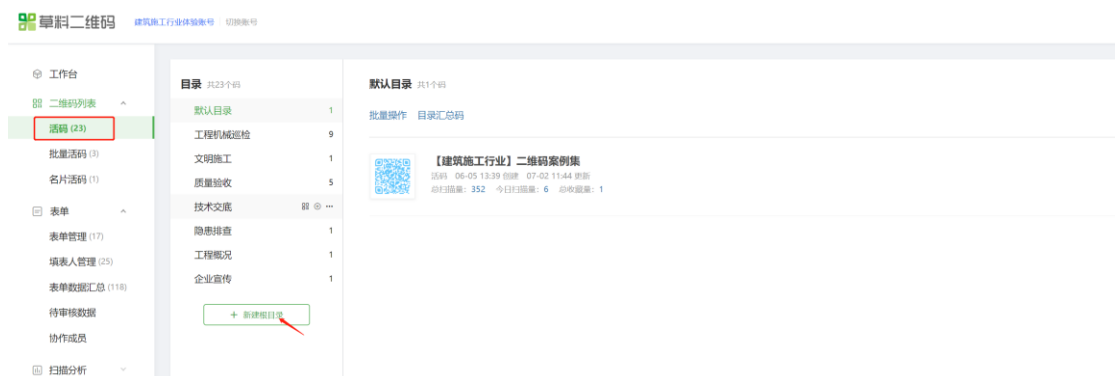 草料二维码 建筑施工行业体验账号 切换账号
工作台
二维码列表
活码 (23)
批量活码 (3)
名片活码 (1)
表单
表单管理 (17)
填表人管理 (25)
表单数据汇总 (118)
待审核数据
协作成员
扫描分析
目录 共23个码
默认目录 1
工程机械巡检 9
文明施工 1
质量验收 5
技术交底
隐患排查 1
工程概况 1
企业宣传 1
+ 新建根目录
默认目录 共1个码
批量操作 目录汇总码
【建筑施工行业】二维码案例集
活码 06-05 13:39 创建 07-02 11:44 更新
总扫描量: 352 今日扫描量: 6 总收藏量: 1